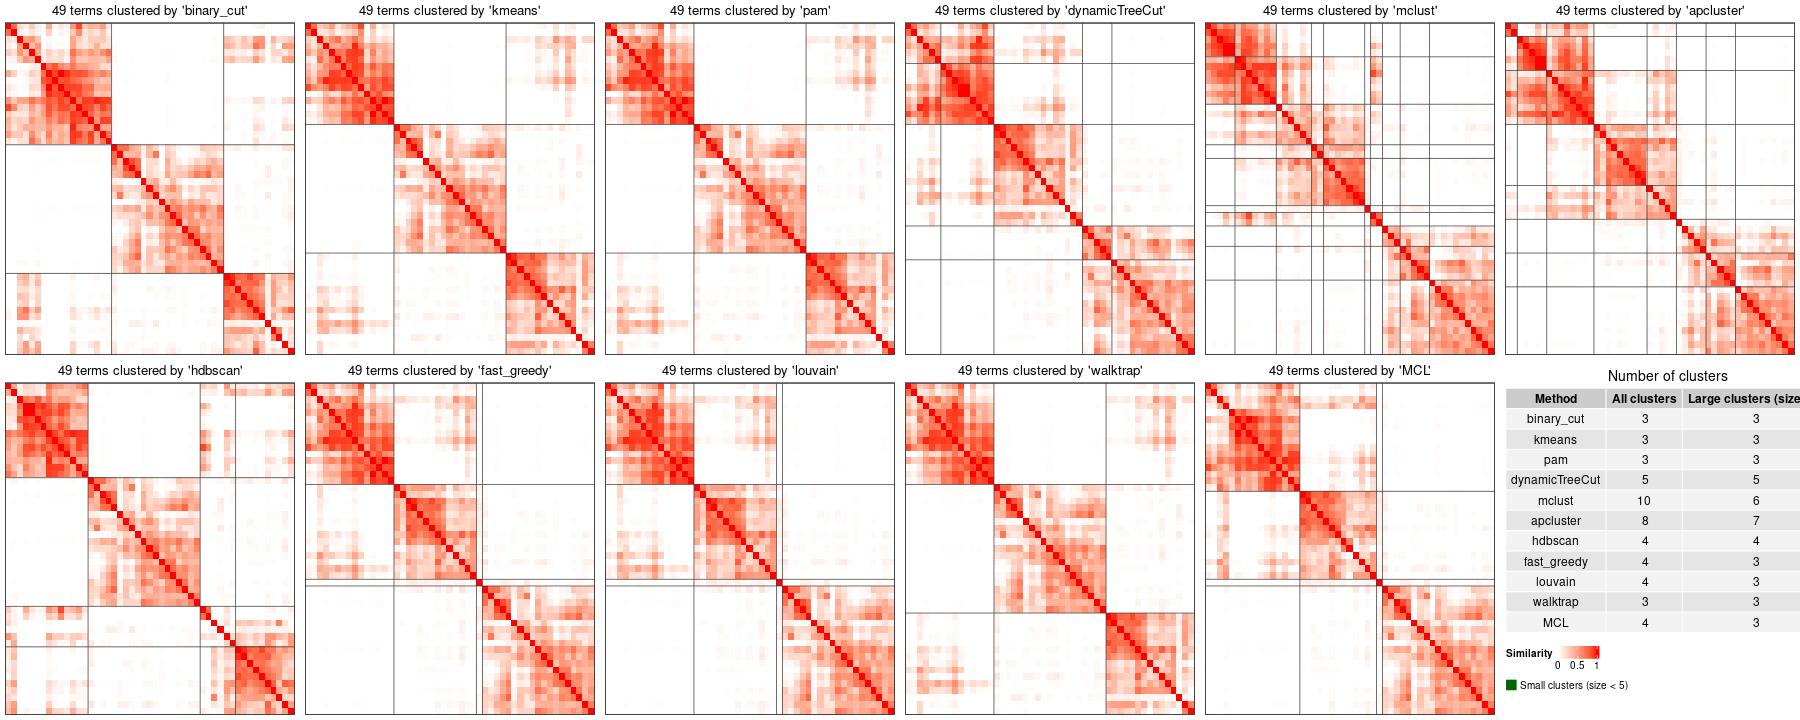 49 terms clustered by 'binary_cut'
49 terms clustered by 'kmeans'
49 terms clustered by 'pam'
49 terms clustered by 'dynamicTreeCut'
49 terms clustered by 'mclust'
49 terms clustered by 'apcluster'
49 terms clustered by 'hdbscan'
49 terms clustered by 'fast_greedy'
49 terms clustered by 'louvain'
49 terms clustered by 'walktrap'
49 terms clustered by 'MCL'
Number of clusters
Method All clusters Large clusters (size
binary_cut 3 3
kmeans 3 3
pam 3 3
dynamicTreeCut 5 5
mclust 10 6
apcluster 8 7
hdbscan 4 4
fast_greedy 4 3
louvain 4 3
walktrap 3 3
MCL 4 3
Similarity
0 0.5 1
Small clusters (size < 5)